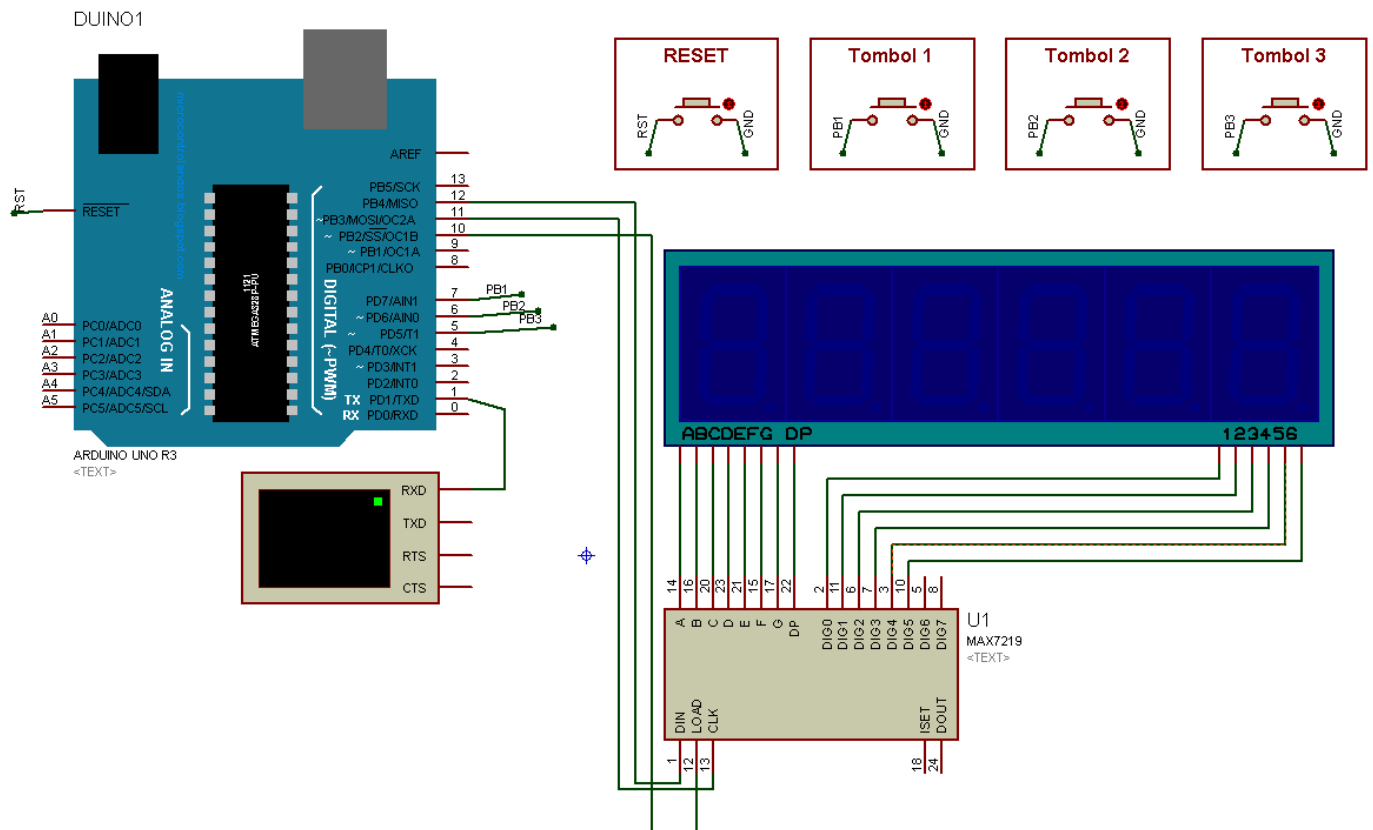 DUINO1
RESET
Tombol 1
Tombol 2
Tombol 3
RST
GND
PB1
GND
PB2
GND
PB3
GND
RST
RESET
AREF
PB5/SCK
13
PB4/MISO
12
~PB3/MOSI/OC2A
11
~ PB2/SS/OC1B
10
~ PB1/OC1A
9
PB0/ICP1/CLKO
8
1121
ATMEGA328P-PU
DIGITAL (~PWM)
ANALOG IN
PD7/AIN1
7
PB1
~ PD6/AIN0
6
PB2
~ PD5/T1
5
PB3
PD4/T0/XCK
4
~ PD3/INT1
3
PD2/INT0
2
TX PD1/TXD
1
RX PD0/RXD
0
A0
PC0/ADC0
A1
PC1/ADC1
A2
PC2/ADC2
A3
PC3/ADC3
A4
PC4/ADC4/SDA
A5
PC5/ADC5/SCL
ARDUINO UNO R3
<TEXT>
RXD
TXD
RTS
CTS
ABCDEFG DP
123456
14
16
20
23
21
15
17
22
2
11
6
7
3
10
5
8
A
B
C
D
E
F
G
DP
DIG0
DIG1
DIG2
DIG3
DIG4
DIG5
DIG6
DIG7
U1
MAX7219
<TEXT>
DIN
LOAD
CLK
ISET
DOUT
1
12
13
18
24